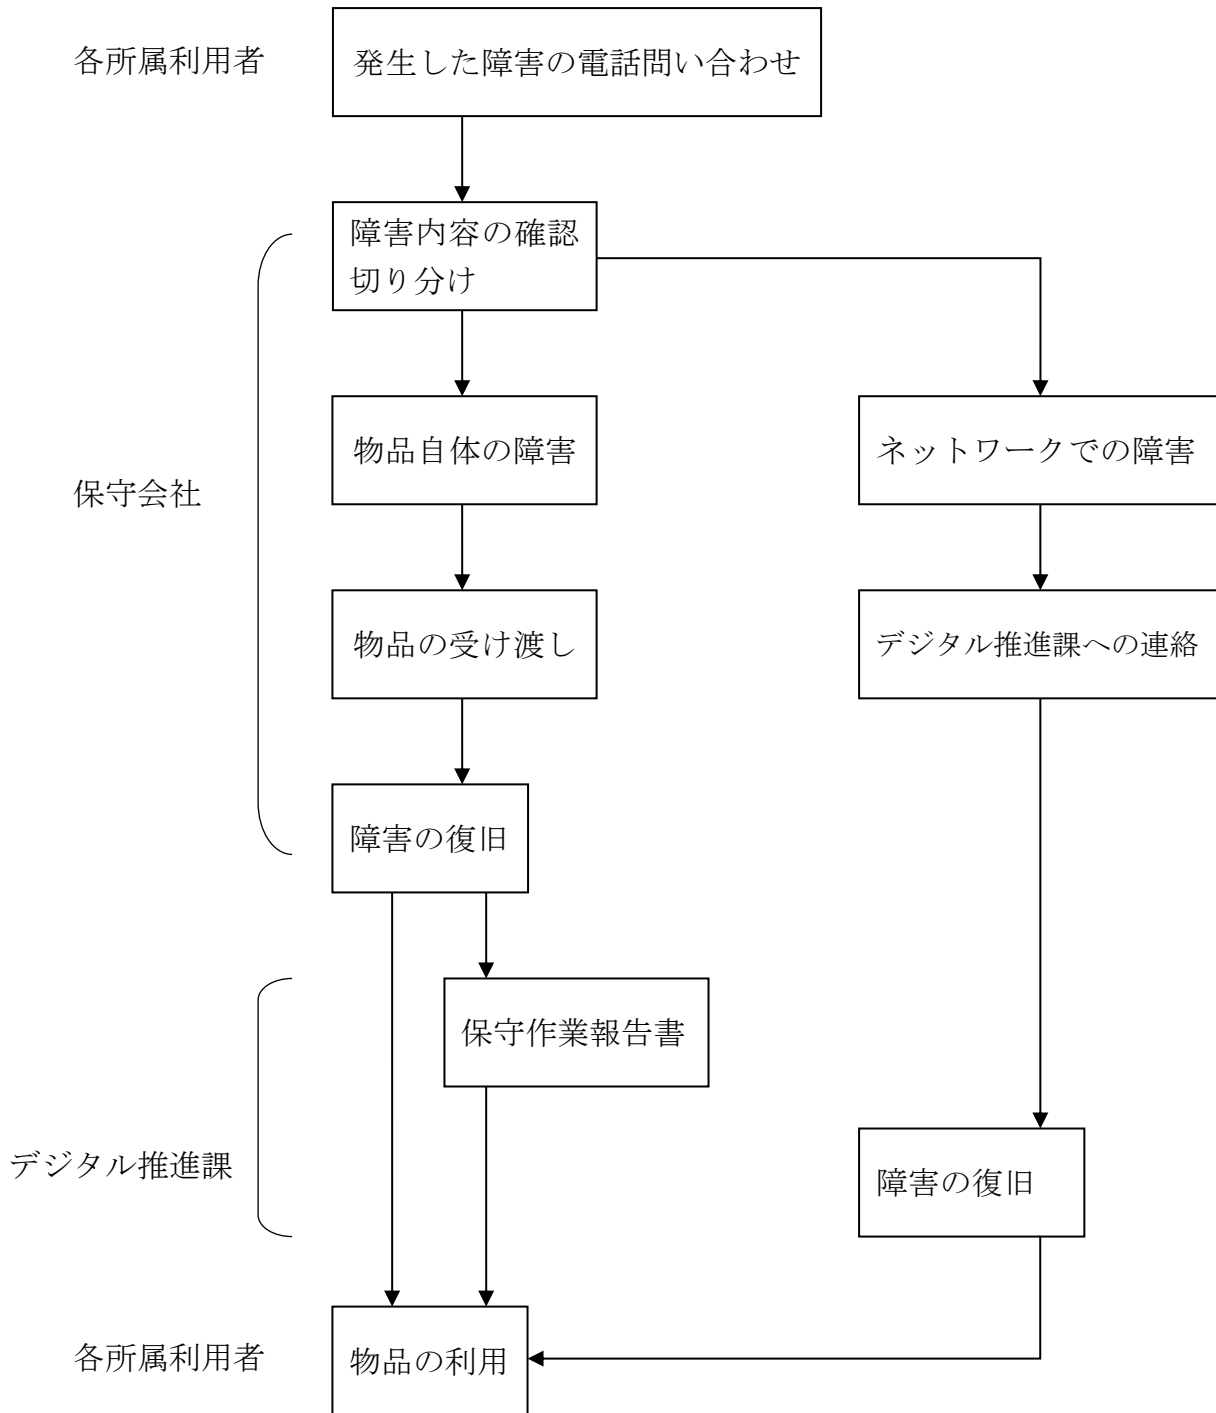 各所属利用者
発生した障害の電話問い合わせ
障害内容の確認
切り分け
物品自体の障害
ネットワークでの障害
保守会社
物品の受け渡し
デジタル推進課への連絡
障害の復旧
保守作業報告書
デジタル推進課
障害の復旧
各所属利用者
物品の利用